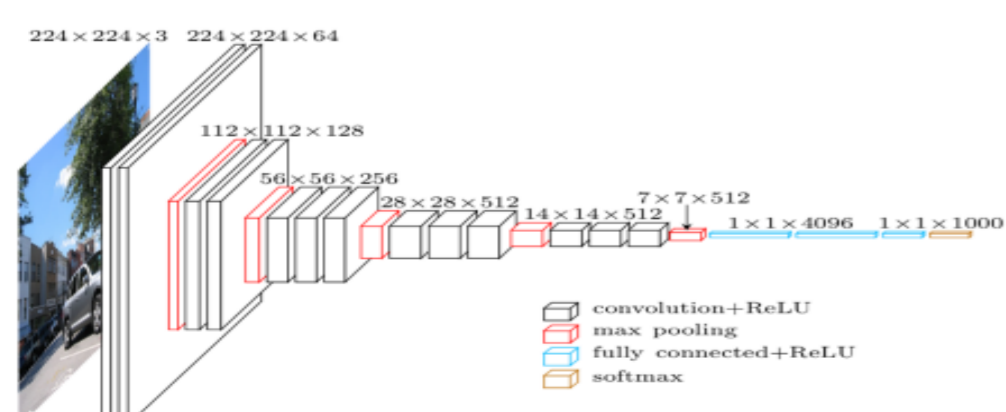 224×224×3
224×224×64
112×112×128
56×56×256
28×28×512
14×14×512
7×7×512
1×1×4096
1×1×1000
convolution+ReLU
max pooling
fully connected+ReLU
softmax